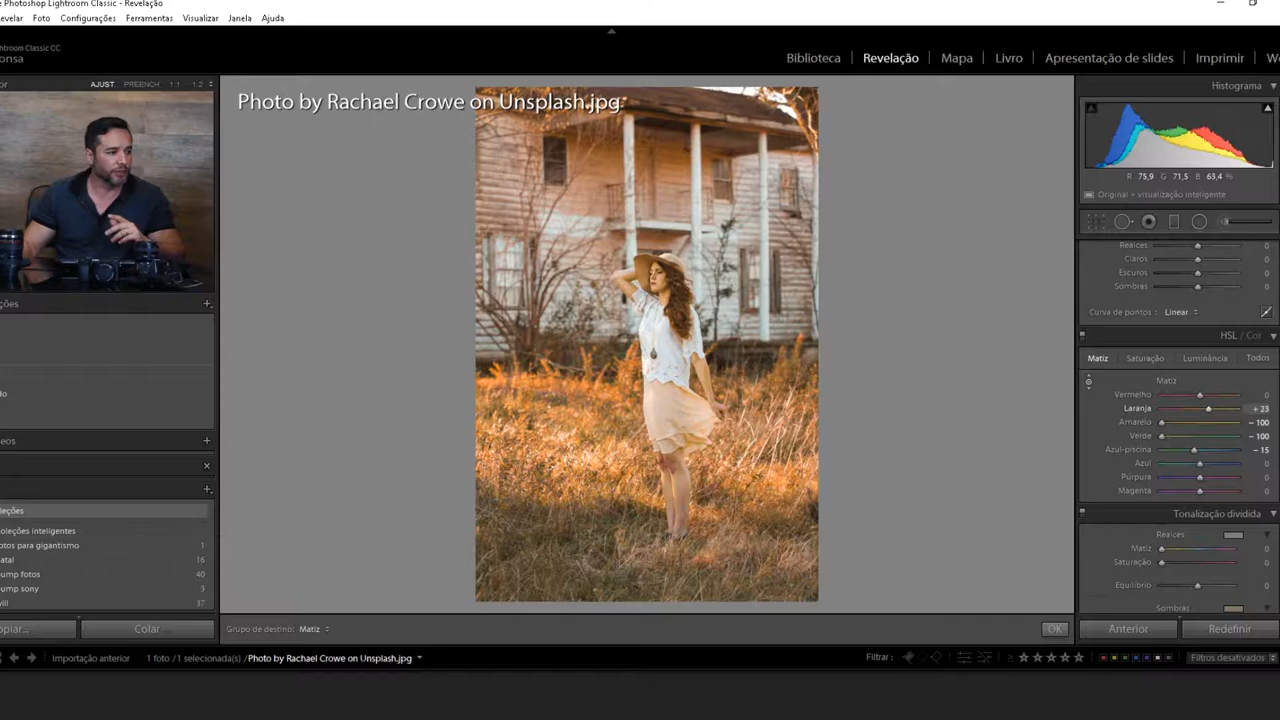 e Photoshop Lightroom Classic - Revelação
evelar Foto Configurações Ferramentas Visualizar Janela Ajuda
htroom Classic CC
onsa
Biblioteca | Revelação | Mapa | Livro | Apresentação de slides | Imprimir | We
or AJUST. PREENCH. 1:1 1:2
Histograma
Photo by Rachael Crowe on Unsplash.jpg
R 75,9 G 71,5 B 63,4 %
Original + visualização inteligente
Realces 0
Claros 0
Escuros 0
Sombras 0
ções
Curva de pontos : Linear
HSL / Cor
Matiz Saturação Luminância Todos
Matiz
do
Vermelho 0
Laranja + 23
Amarelo - 100
Verde - 100
eos
Azul-piscina - 15
Azul 0
Púrpura 0
Magenta 0
oleções
Tonalização dividida
oleções inteligentes
Realces
otos para gigantismo 1
Matiz 0
atal 16
Saturação 0
ump fotos 40
ump sony 3
Equilíbrio 0
will 37
Sombras
opiar... Colar
Grupo de destino: Matiz
OK
Anterior Redefinir
Importação anterior 1 foto /1 selecionada(s) /Photo by Rachael Crowe on Unsplash.jpg
Filtrar :
Filtros desativados